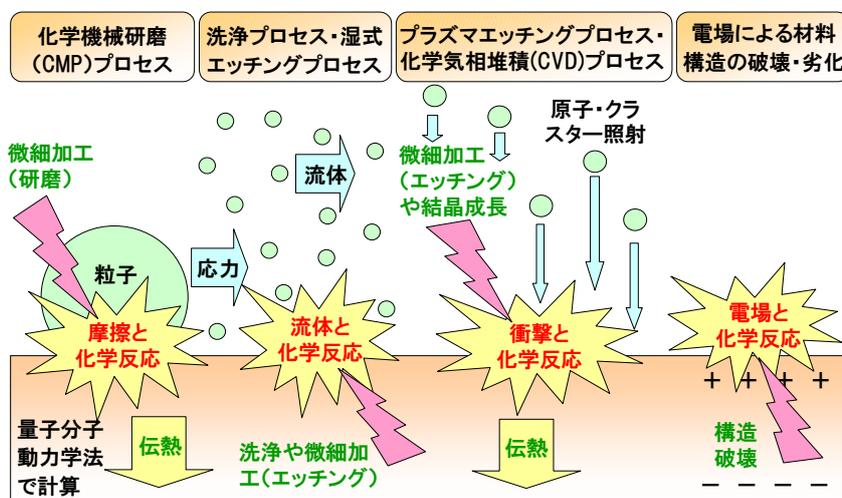 化学機械研磨
(CMP)プロセス
洗浄プロセス・湿式
エッチングプロセス
プラズマエッチングプロセス・
化学気相堆積(CVD)プロセス
電場による材料
構造の破壊・劣化
微細加工
(研磨)
粒子
応力
流体
微細加工
(エッチング)
や結晶成長
原子・クラ
スター照射
摩擦と
化学反応
流体と
化学反応
衝撃と
化学反応
電場と
化学反応
+ + + +
量子分子
動力学法
で計算
伝熱
洗浄や微細加
工(エッチング)
伝熱
構造
破壊
- - - -